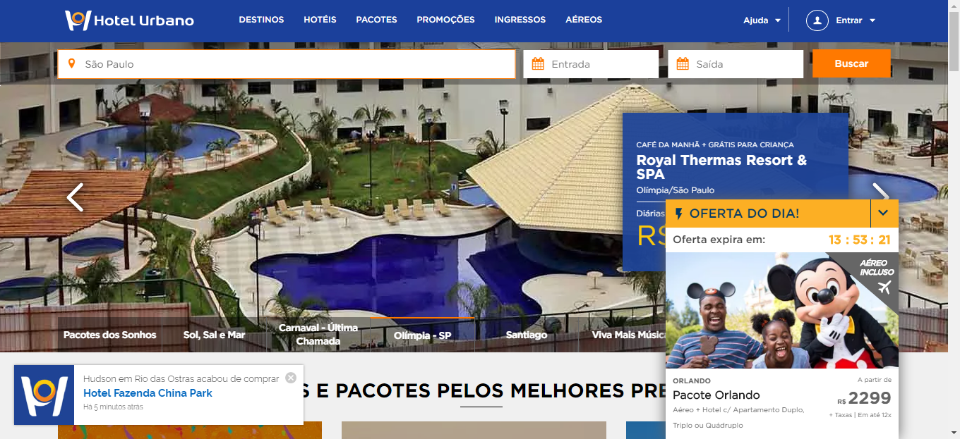 Hotel Urbano
DESTINOS HOTÉIS PACOTES PROMOÇÕES INGRESSOS AÉREOS
Ajuda Entrar
São Paulo
Entrada
Saída
Buscar
CAFÉ DA MANHÃ + GRÁTIS PARA CRIANÇA
Royal Thermas Resort &
SPA
Olímpia/São Paulo
Diárias
R$
OFERTA DO DIA!
Oferta expira em: 13 : 53 : 21
AÉREO
INCLUSO
Pacotes dos Sonhos
Sol, Sal e Mar
Carnaval - Última
Chamada
Olímpia - SP
Santiago
Viva Mais Música
Hudson em Rio das Ostras acabou de comprar
Hotel Fazenda China Park
Há 5 minutos atrás
S E PACOTES PELOS MELHORES PRE
ORLANDO
Pacote Orlando
Aéreo + Hotel c/ Apartamento Duplo,
Triplo ou Quádruplo
A partir de
R$ 2299
+ Taxas | Em até 12x